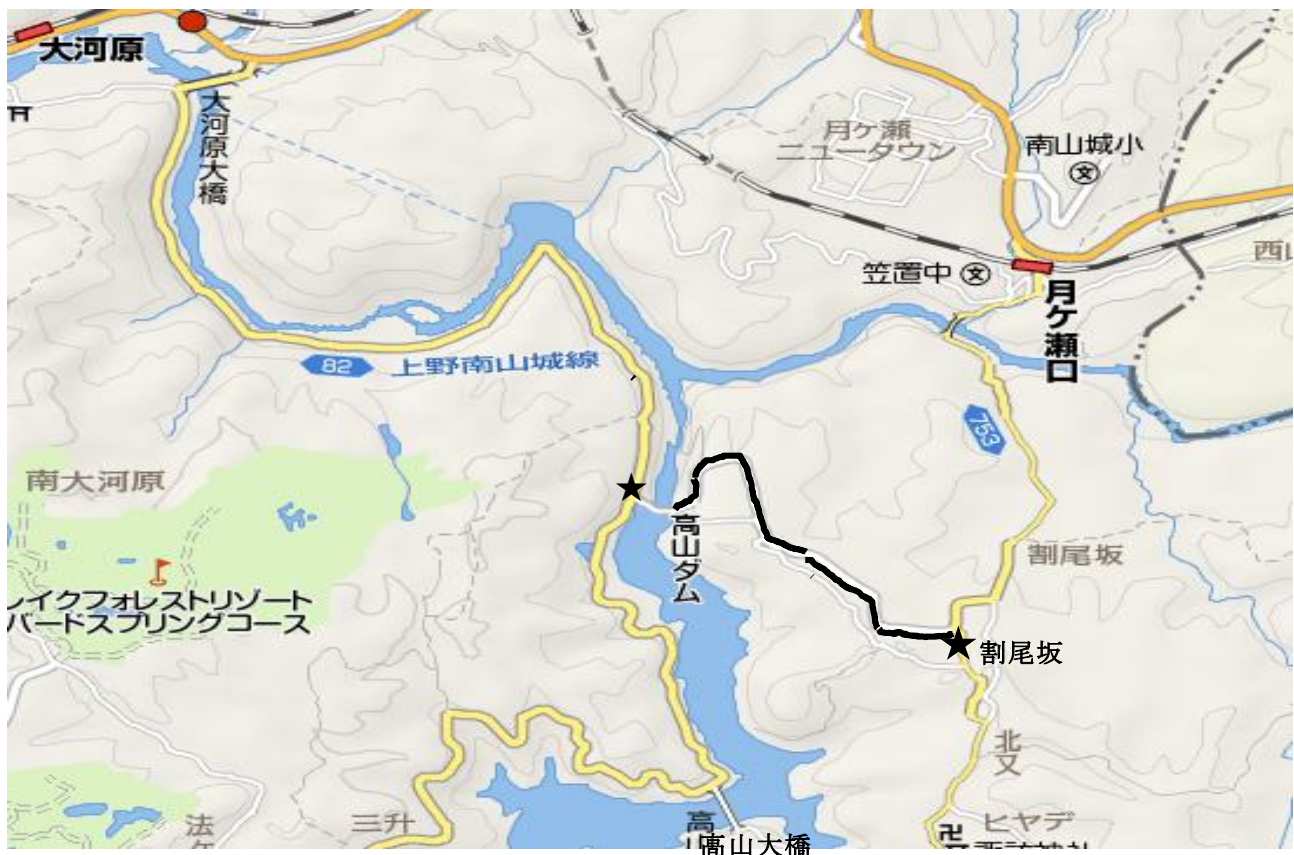 大河原
大河原大橋
月ケ瀬
ニュータウン
南山城小
文
笠置中
文
月ケ瀬口
西山
82
上野南山城線
753
南大河原
高山ダム
割尾坂
レイクフォレストリゾート
バードスプリングコース
割尾坂
北又
三升
法ケ
ヒヤデ
高山大橋